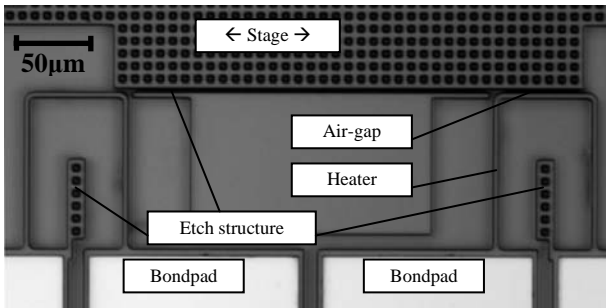 ← Stage →
50µm
Air-gap
Heater
Etch structure
Bondpad
Bondpad